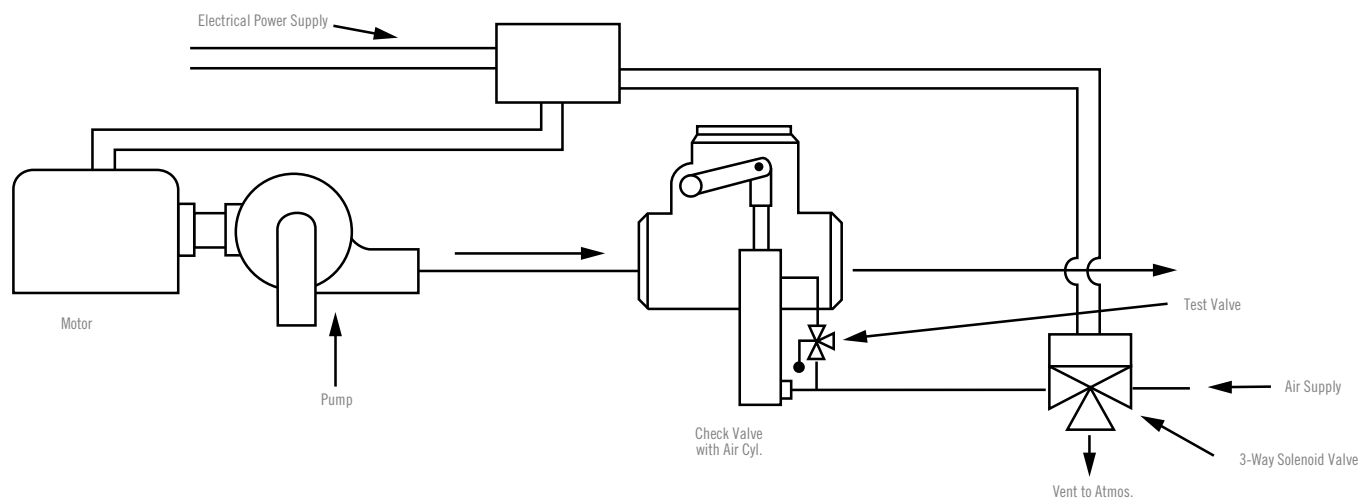 Electrical Power Supply
Motor
Pump
Check Valve
with Air Cyl.
Test Valve
Air Supply
3-Way Solenoid Valve
Vent to Atmos.